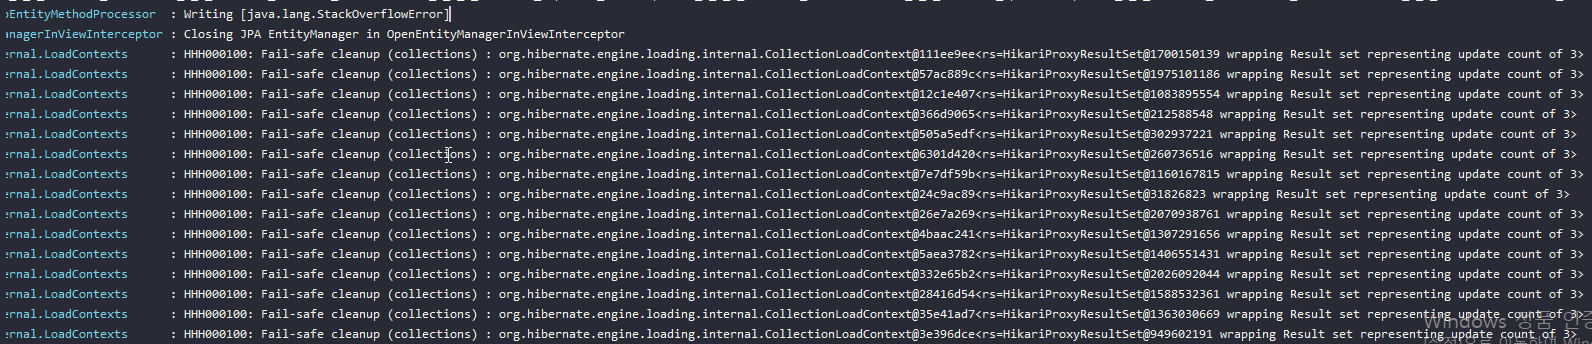 EntityMethodProcessor : Writing [java.lang.StackOverflowError]
anagerInViewInterceptor : Closing JPA EntityManager in OpenEntityManagerInViewInterceptor
ernal.LoadContexts : HHH000100: Fail-safe cleanup (collections) : org.hibernate.engine.loading.internal.CollectionLoadContext@111ee9ee<rs=HikariProxyResultSet@1700150139 wrapping Result set representing update count of 3>
ernal.LoadContexts : HHH000100: Fail-safe cleanup (collections) : org.hibernate.engine.loading.internal.CollectionLoadContext@57ac889c<rs=HikariProxyResultSet@1975101186 wrapping Result set representing update count of 3>
ernal.LoadContexts : HHH000100: Fail-safe cleanup (collections) : org.hibernate.engine.loading.internal.CollectionLoadContext@12c1e407<rs=HikariProxyResultSet@1083895554 wrapping Result set representing update count of 3>
ernal.LoadContexts : HHH000100: Fail-safe cleanup (collections) : org.hibernate.engine.loading.internal.CollectionLoadContext@366d9065<rs=HikariProxyResultSet@212588548 wrapping Result set representing update count of 3>
ernal.LoadContexts : HHH000100: Fail-safe cleanup (collections) : org.hibernate.engine.loading.internal.CollectionLoadContext@505a5edf<rs=HikariProxyResultSet@302937221 wrapping Result set representing update count of 3>
ernal.LoadContexts : HHH000100: Fail-safe cleanup (collections) : org.hibernate.engine.loading.internal.CollectionLoadContext@6301d420<rs=HikariProxyResultSet@260736516 wrapping Result set representing update count of 3>
ernal.LoadContexts : HHH000100: Fail-safe cleanup (collections) : org.hibernate.engine.loading.internal.CollectionLoadContext@7e7df59b<rs=HikariProxyResultSet@1160167815 wrapping Result set representing update count of 3>
ernal.LoadContexts : HHH000100: Fail-safe cleanup (collections) : org.hibernate.engine.loading.internal.CollectionLoadContext@24c9ac89<rs=HikariProxyResultSet@31826823 wrapping Result set representing update count of 3>
ernal.LoadContexts : HHH000100: Fail-safe cleanup (collections) : org.hibernate.engine.loading.internal.CollectionLoadContext@26e7a269<rs=HikariProxyResultSet@2070938761 wrapping Result set representing update count of 3>
ernal.LoadContexts : HHH000100: Fail-safe cleanup (collections) : org.hibernate.engine.loading.internal.CollectionLoadContext@4baac241<rs=HikariProxyResultSet@1307291656 wrapping Result set representing update count of 3>
ernal.LoadContexts : HHH000100: Fail-safe cleanup (collections) : org.hibernate.engine.loading.internal.CollectionLoadContext@5aea3782<rs=HikariProxyResultSet@1406551431 wrapping Result set representing update count of 3>
ernal.LoadContexts : HHH000100: Fail-safe cleanup (collections) : org.hibernate.engine.loading.internal.CollectionLoadContext@332e65b2<rs=HikariProxyResultSet@2026092044 wrapping Result set representing update count of 3>
ernal.LoadContexts : HHH000100: Fail-safe cleanup (collections) : org.hibernate.engine.loading.internal.CollectionLoadContext@28416d54<rs=HikariProxyResultSet@1588532361 wrapping Result set representing update count of 3>
ernal.LoadContexts : HHH000100: Fail-safe cleanup (collections) : org.hibernate.engine.loading.internal.CollectionLoadContext@35e41ad7<rs=HikariProxyResultSet@1363030669 wrapping Result set representing update count of 3>
ernal.LoadContexts : HHH000100: Fail-safe cleanup (collections) : org.hibernate.engine.loading.internal.CollectionLoadContext@3e396dce<rs=HikariProxyResultSet@949602191 wrapping Result set representing update count of 3>
Windows 정품 인증